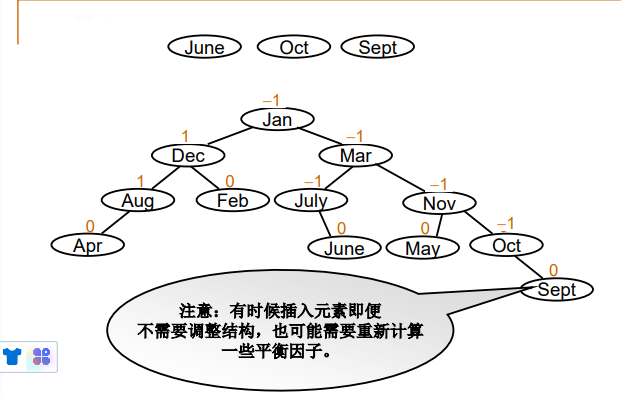 June Oct Sept
–1
Jan
1 –1
Dec Mar
1 0 –1 –1
Aug Feb July Nov
0 0 0 –1
Apr June May Oct
0
Sept
注意：有时候插入元素即便
不需要调整结构，也可能需要重新计算
一些平衡因子。